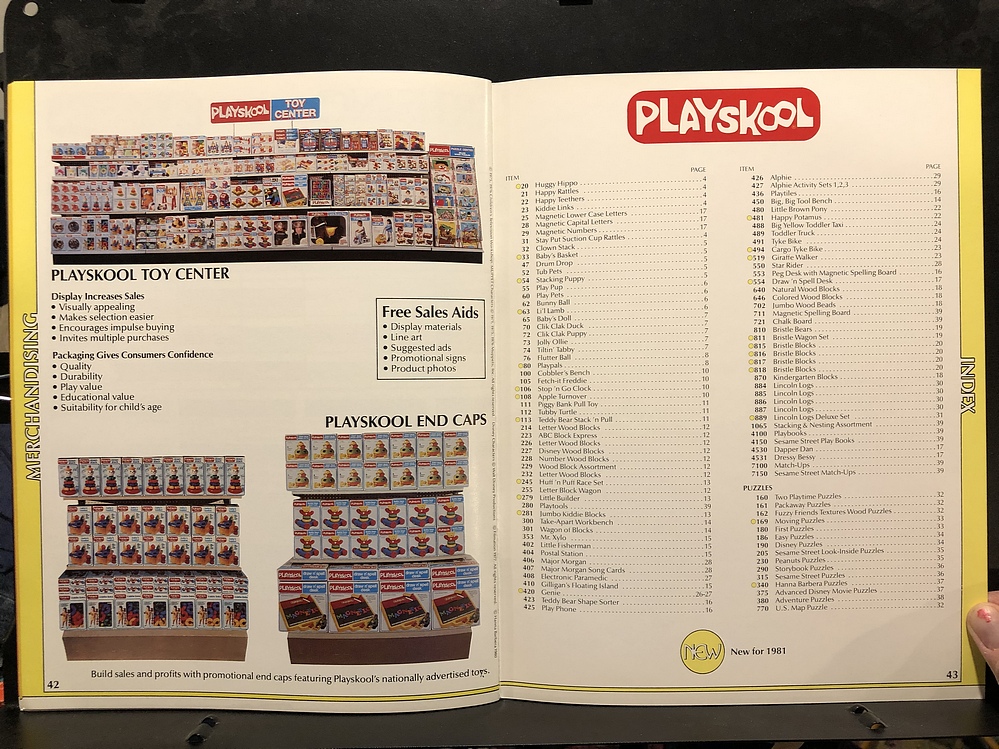 PLAYSKOOL TOY CENTER
PLAYSKOOL TOY CENTER
Display Increases Sales
• Visually appealing
• Makes selection easier
• Encourages impulse buying
• Invites multiple purchases
Packaging Gives Consumers Confidence
• Quality
• Durability
• Play value
• Educational value
• Suitability for child's age
Free Sales Aids
• Display materials
• Line art
• Suggested ads
• Promotional signs
• Product photos
PLAYSKOOL END CAPS
MERCHANDISING
Build sales and profits with promotional end caps featuring Playskool's nationally advertised toys.
42
PLAYSKOOL
ITEM PAGE
20 Huggy Hippo 4
21 Happy Rattles 4
22 Happy Teethers 4
23 Kiddie Links 4
25 Magnetic Lower Case Letters 17
28 Magnetic Capital Letters 17
29 Magnetic Numbers 17
31 Stay Put Suction Cup Rattles 5
32 Clown Stack 5
33 Baby's Basket 5
47 Drum Drop 5
52 Tub Pets 5
54 Stacking Puppy 6
55 Play Pup 6
60 Play Pets 6
62 Bunny Ball 6
63 Li'l Lamb 6
65 Baby's Doll 7
70 Clik Clak Duck 7
72 Clik Clak Puppy 7
73 Jolly Ollie 7
74 Tiltin' Tabby 7
76 Flutter Ball 8
80 Playpals 8
100 Cobbler's Bench 10
105 Fetch-it Freddie 10
106 Stop 'n Go Clock 10
108 Apple Turnover 10
111 Piggy Bank Pull Toy 11
112 Tubby Turtle 11
113 Teddy Bear Stack 'n Pull 11
214 Letter Wood Blocks 12
223 ABC Block Express 12
226 Letter Wood Blocks 12
227 Disney Wood Blocks 12
228 Number Wood Blocks 12
229 Wood Block Assortment 12
232 Letter Wood Blocks 12
245 Huff 'n Puff Race Set 13
255 Letter Block Wagon 12
279 Little Builder 13
280 Playtools 39
281 Jumbo Kiddie Blocks 13
300 Take-Apart Workbench 14
301 Wagon of Blocks 14
353 Mr. Xylo 15
402 Little Fisherman 15
404 Postal Station 15
406 Major Morgan 28
407 Major Morgan Song Cards 28
408 Electronic Paramedic 27
410 Gilligan's Floating Island 15
420 Genie 26-27
423 Teddy Bear Shape Sorter 16
425 Play Phone 16
ITEM PAGE
426 Alphie 29
427 Alphie Activity Sets 1,2,3 29
436 Playtiles 16
450 Big, Big Tool Bench 14
480 Little Brown Pony 22
481 Happy Potamus 22
488 Big Yellow Toddler Taxi 24
489 Toddler Truck 24
491 Tyke Bike 24
494 Cargo Tyke Bike 23
519 Giraffe Walker 23
550 Star Rider 28
553 Peg Desk with Magnetic Spelling Board 16
554 Draw 'n Spell Desk 17
640 Natural Wood Blocks 18
646 Colored Wood Blocks 18
702 Jumbo Wood Beads 18
711 Magnetic Spelling Board 39
721 Chalk Board 39
810 Bristle Bears 19
811 Bristle Wagon Set 19
815 Bristle Blocks 20
816 Bristle Blocks 20
817 Bristle Blocks 20
818 Bristle Blocks 20
870 Kindergarten Blocks 18
884 Lincoln Logs 30
885 Lincoln Logs 30
886 Lincoln Logs 30
887 Lincoln Logs 30
889 Lincoln Logs Deluxe Set 31
1065 Stacking & Nesting Assortment 39
4100 Playbooks 39
4150 Sesame Street Play Books 39
4530 Dapper Dan 17
4531 Dressy Bessy 17
7100 Match-Ups 39
7150 Sesame Street Match-Ups 39
PUZZLES
160 Two Playtime Puzzles 32
161 Packaway Puzzles 32
162 Fuzzy Friends Textures Wood Puzzles 32
169 Moving Puzzles 33
180 First Puzzles 33
186 Easy Puzzles 34
190 Disney Puzzles 34
205 Sesame Street Look-Inside Puzzles 35
230 Peanuts Puzzles 35
290 Storybook Puzzles 36
315 Sesame Street Puzzles 36
340 Hanna Barbera Puzzles 37
375 Advanced Disney Movie Puzzles 37
380 Adventure Puzzles 38
770 U.S. Map Puzzle 32
NEW New for 1981
INDEX
43